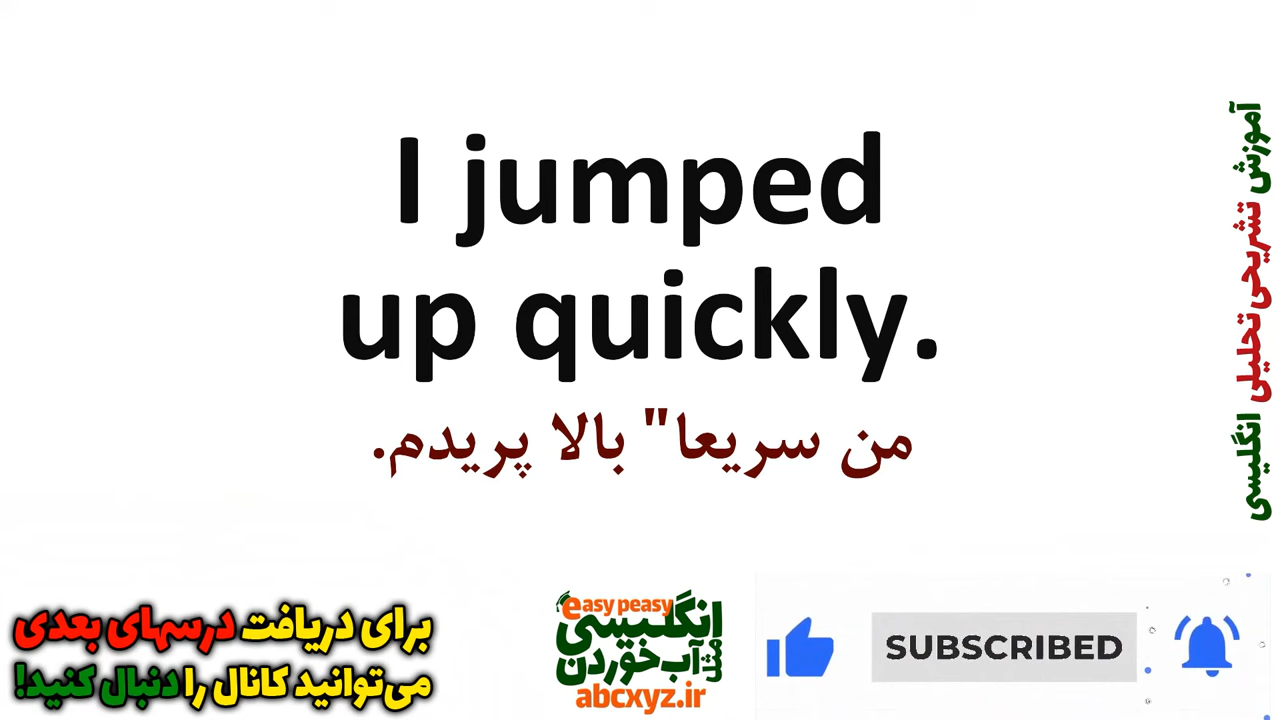 I jumped
up quickly.
من سریعا" بالا پریدم.
آموزش تشریحی تحلیلی انگلیسی
برای دریافت درسهای بعدی
می‌توانید کانال را دنبال کنید!
easy peasy
انگلیسی
مثل آب خوردن
abcxyz.ir
SUBSCRIBED